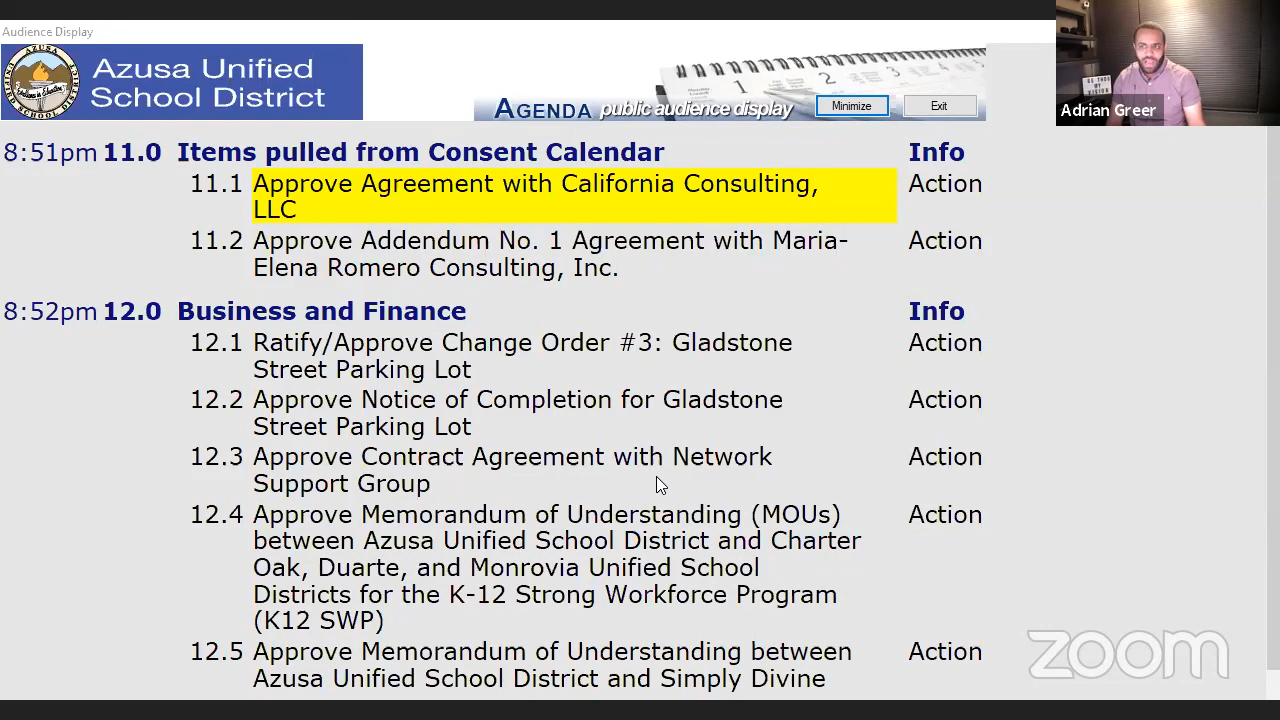 Audience Display
Azusa Unified
School District
AGENDA public audience display
Minimize
Exit
Adrian Greer
8:51pm 11.0 Items pulled from Consent Calendar Info
11.1 Approve Agreement with California Consulting, Action
LLC
11.2 Approve Addendum No. 1 Agreement with Maria- Action
Elena Romero Consulting, Inc.
8:52pm 12.0 Business and Finance Info
12.1 Ratify/Approve Change Order #3: Gladstone Action
Street Parking Lot
12.2 Approve Notice of Completion for Gladstone Action
Street Parking Lot
12.3 Approve Contract Agreement with Network Action
Support Group
12.4 Approve Memorandum of Understanding (MOUs) Action
between Azusa Unified School District and Charter
Oak, Duarte, and Monrovia Unified School
Districts for the K-12 Strong Workforce Program
(K12 SWP)
12.5 Approve Memorandum of Understanding between Action
Azusa Unified School District and Simply Divine
zoom